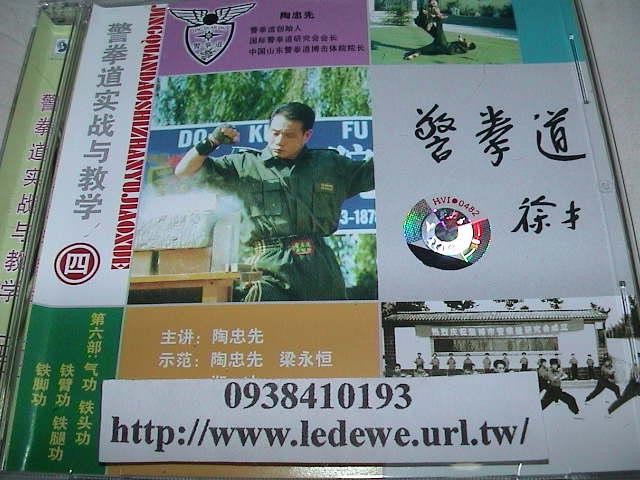 警拳道实战与教学
四
JINGQUANDAOSHIZHANYUJIAOXUE
警拳道实战与教学
陶忠先
警拳道创始人
国际警拳道研究会会长
中国山东警拳道博击体院院长
DO
KU
FU
3-187
警拳道
徐才
HVI●0482
主讲：陶忠先
示范：陶忠先 梁永恒
第六部：气功 铁头功
铁臂功 铁腿功
铁脚功
0938410193
http://www.ledewe.url.tw/